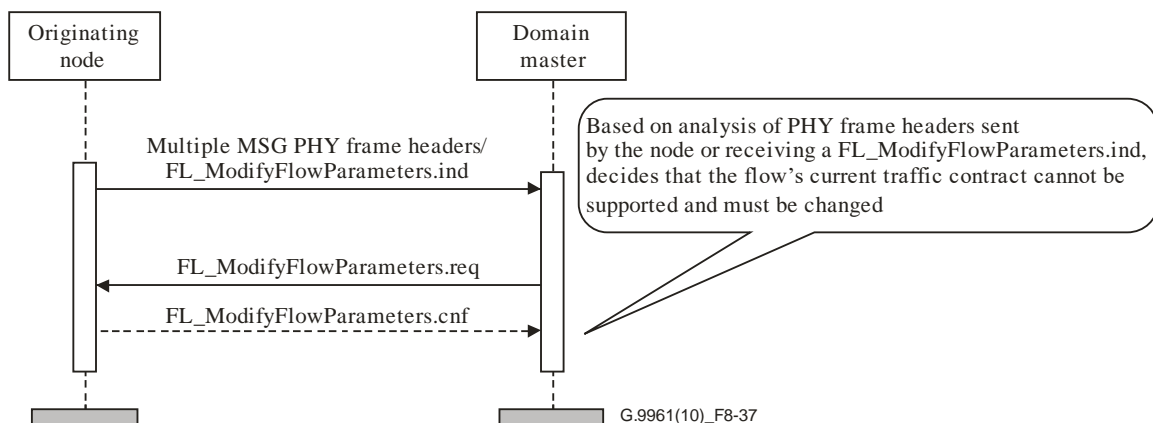 Originating
node
Domain
master
Multiple MSG PHY frame headers/
FL_ModifyFlowParameters.ind
Based on analysis of PHY frame headers sent
by the node or receiving a FL_ModifyFlowParameters.ind,
decides that the flow's current traffic contract cannot be
supported and must be changed
FL_ModifyFlowParameters.req
FL_ModifyFlowParameters.cnf
G.9961(10)_F8-37